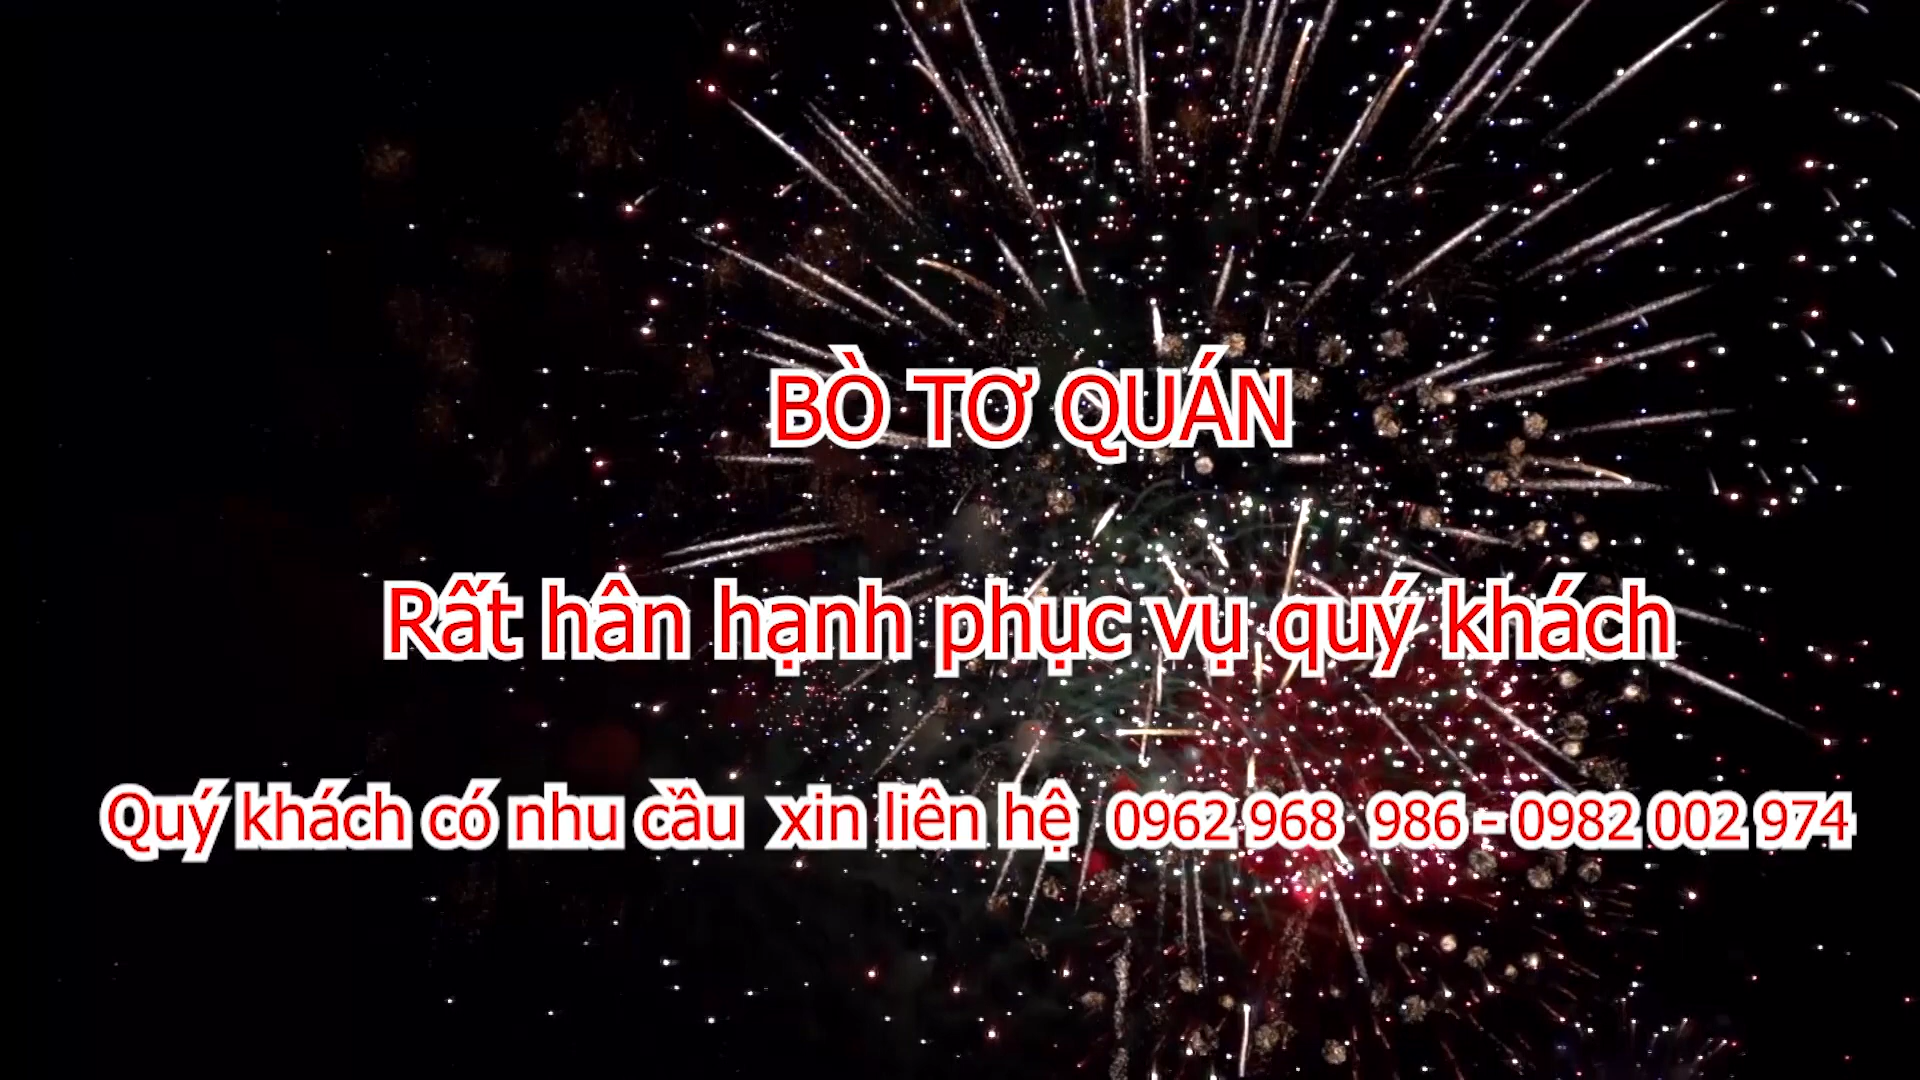 BÒ TƠ QUÁN
Rất hân hạnh phục vụ quý khách
Quý khách có nhu cầu xin liên hệ 0962 968 986 - 0982 002 974